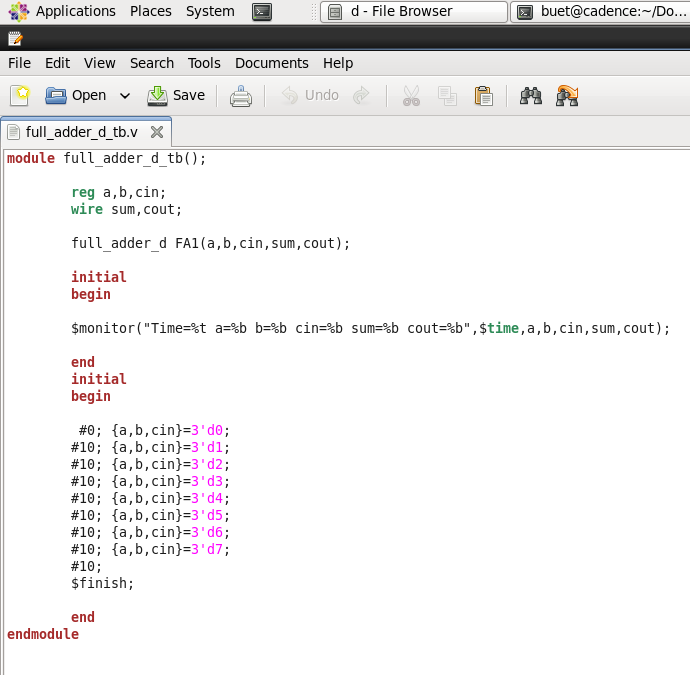 Applications Places System d - File Browser buet@cadence:~/Do...
File Edit View Search Tools Documents Help
Open Save Undo
full_adder_d_tb.v
module full_adder_d_tb();
reg a,b,cin;
wire sum,cout;
full_adder_d FA1(a,b,cin,sum,cout);
initial
begin
$monitor("Time=%t a=%b b=%b cin=%b sum=%b cout=%b",$time,a,b,cin,sum,cout);
end
initial
begin
#0; {a,b,cin}=3'd0;
#10; {a,b,cin}=3'd1;
#10; {a,b,cin}=3'd2;
#10; {a,b,cin}=3'd3;
#10; {a,b,cin}=3'd4;
#10; {a,b,cin}=3'd5;
#10; {a,b,cin}=3'd6;
#10; {a,b,cin}=3'd7;
#10;
$finish;
end
endmodule